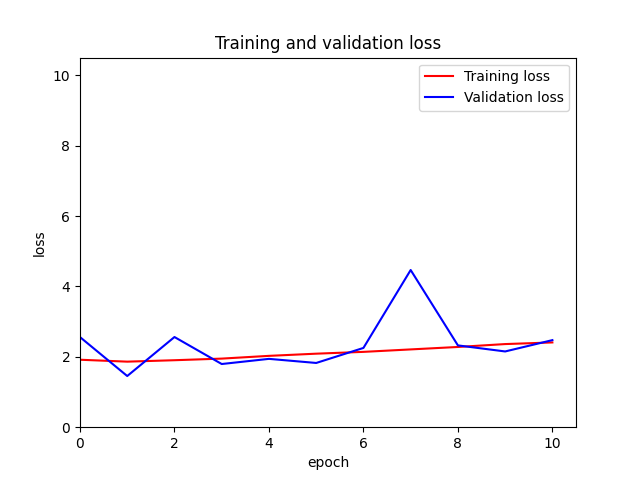 Training and validation loss
Training loss
Validation loss
10
8
6
4
2
0
loss
0 2 4 6 8 10
epoch